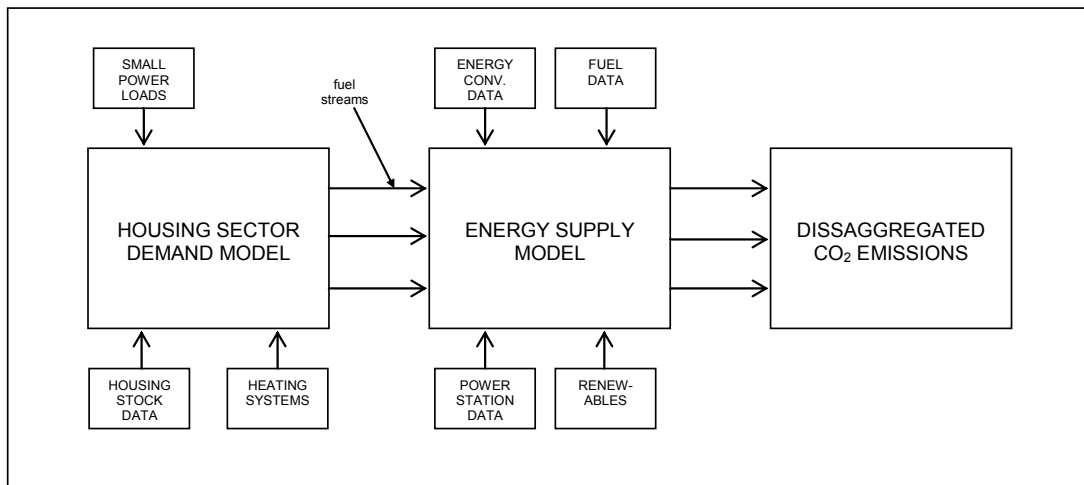 SMALL
POWER
LOADS
fuel
streams
ENERGY
CONV.
DATA
FUEL
DATA
HOUSING SECTOR
DEMAND MODEL
ENERGY SUPPLY
MODEL
DISSAGGREGATED
CO₂ EMISSIONS
HOUSING
STOCK
DATA
HEATING
SYSTEMS
POWER
STATION
DATA
RENEW-
ABLES